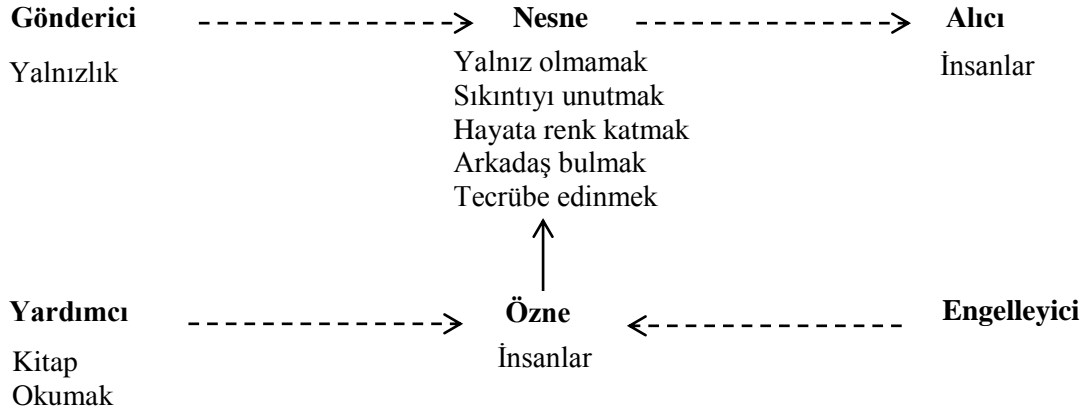 Gönderici
Nesne
Alıcı
Yalnızlık
Yalnız olmamak
Sıkıntıyı unutmak
Hayata renk katmak
Arkadaş bulmak
Tecrübe edinmek
İnsanlar
Yardımcı
Özne
Engelleyici
Kitap
Okumak
İnsanlar